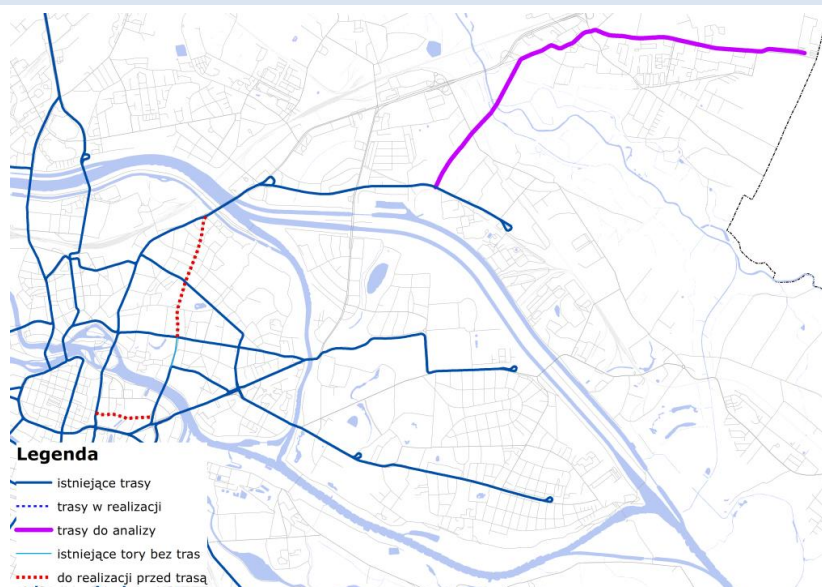 Legenda
istniejące trasy
trasy w realizacji
trasy do analizy
istniejące tory bez tras
do realizacji przed trasą